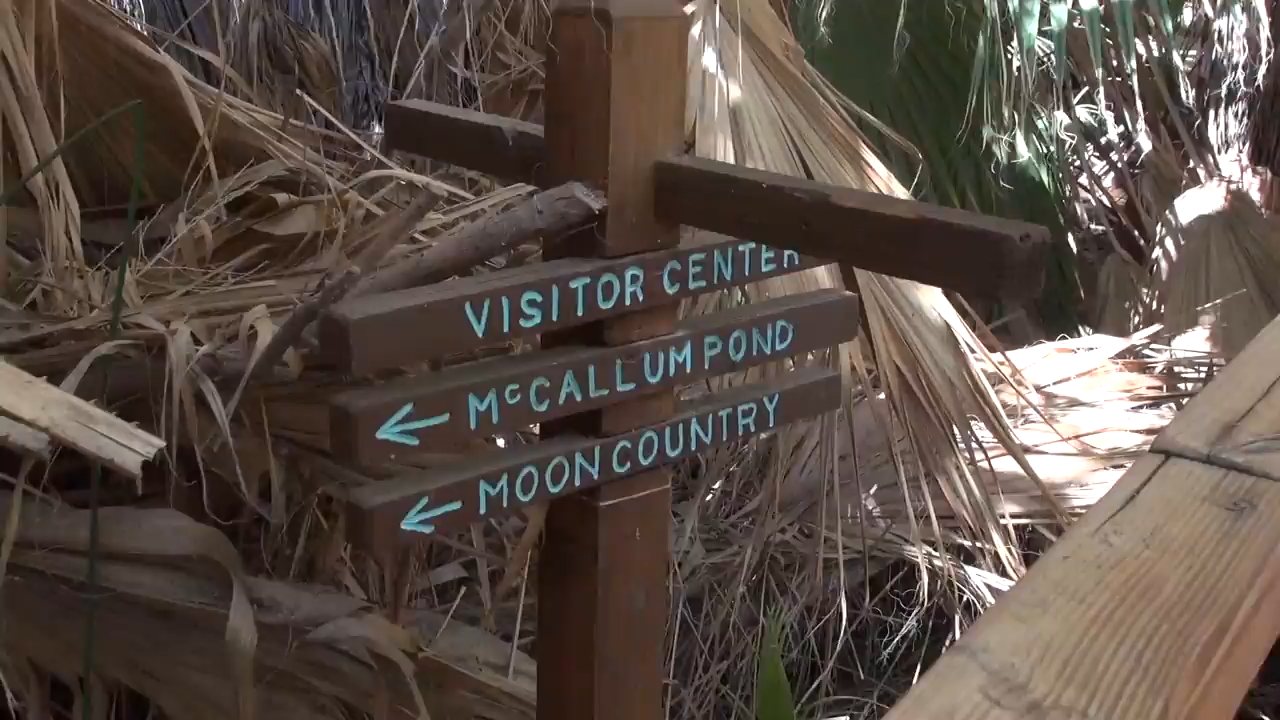 VISITOR CENTER
← McCALLUM POND
← MOON COUNTRY